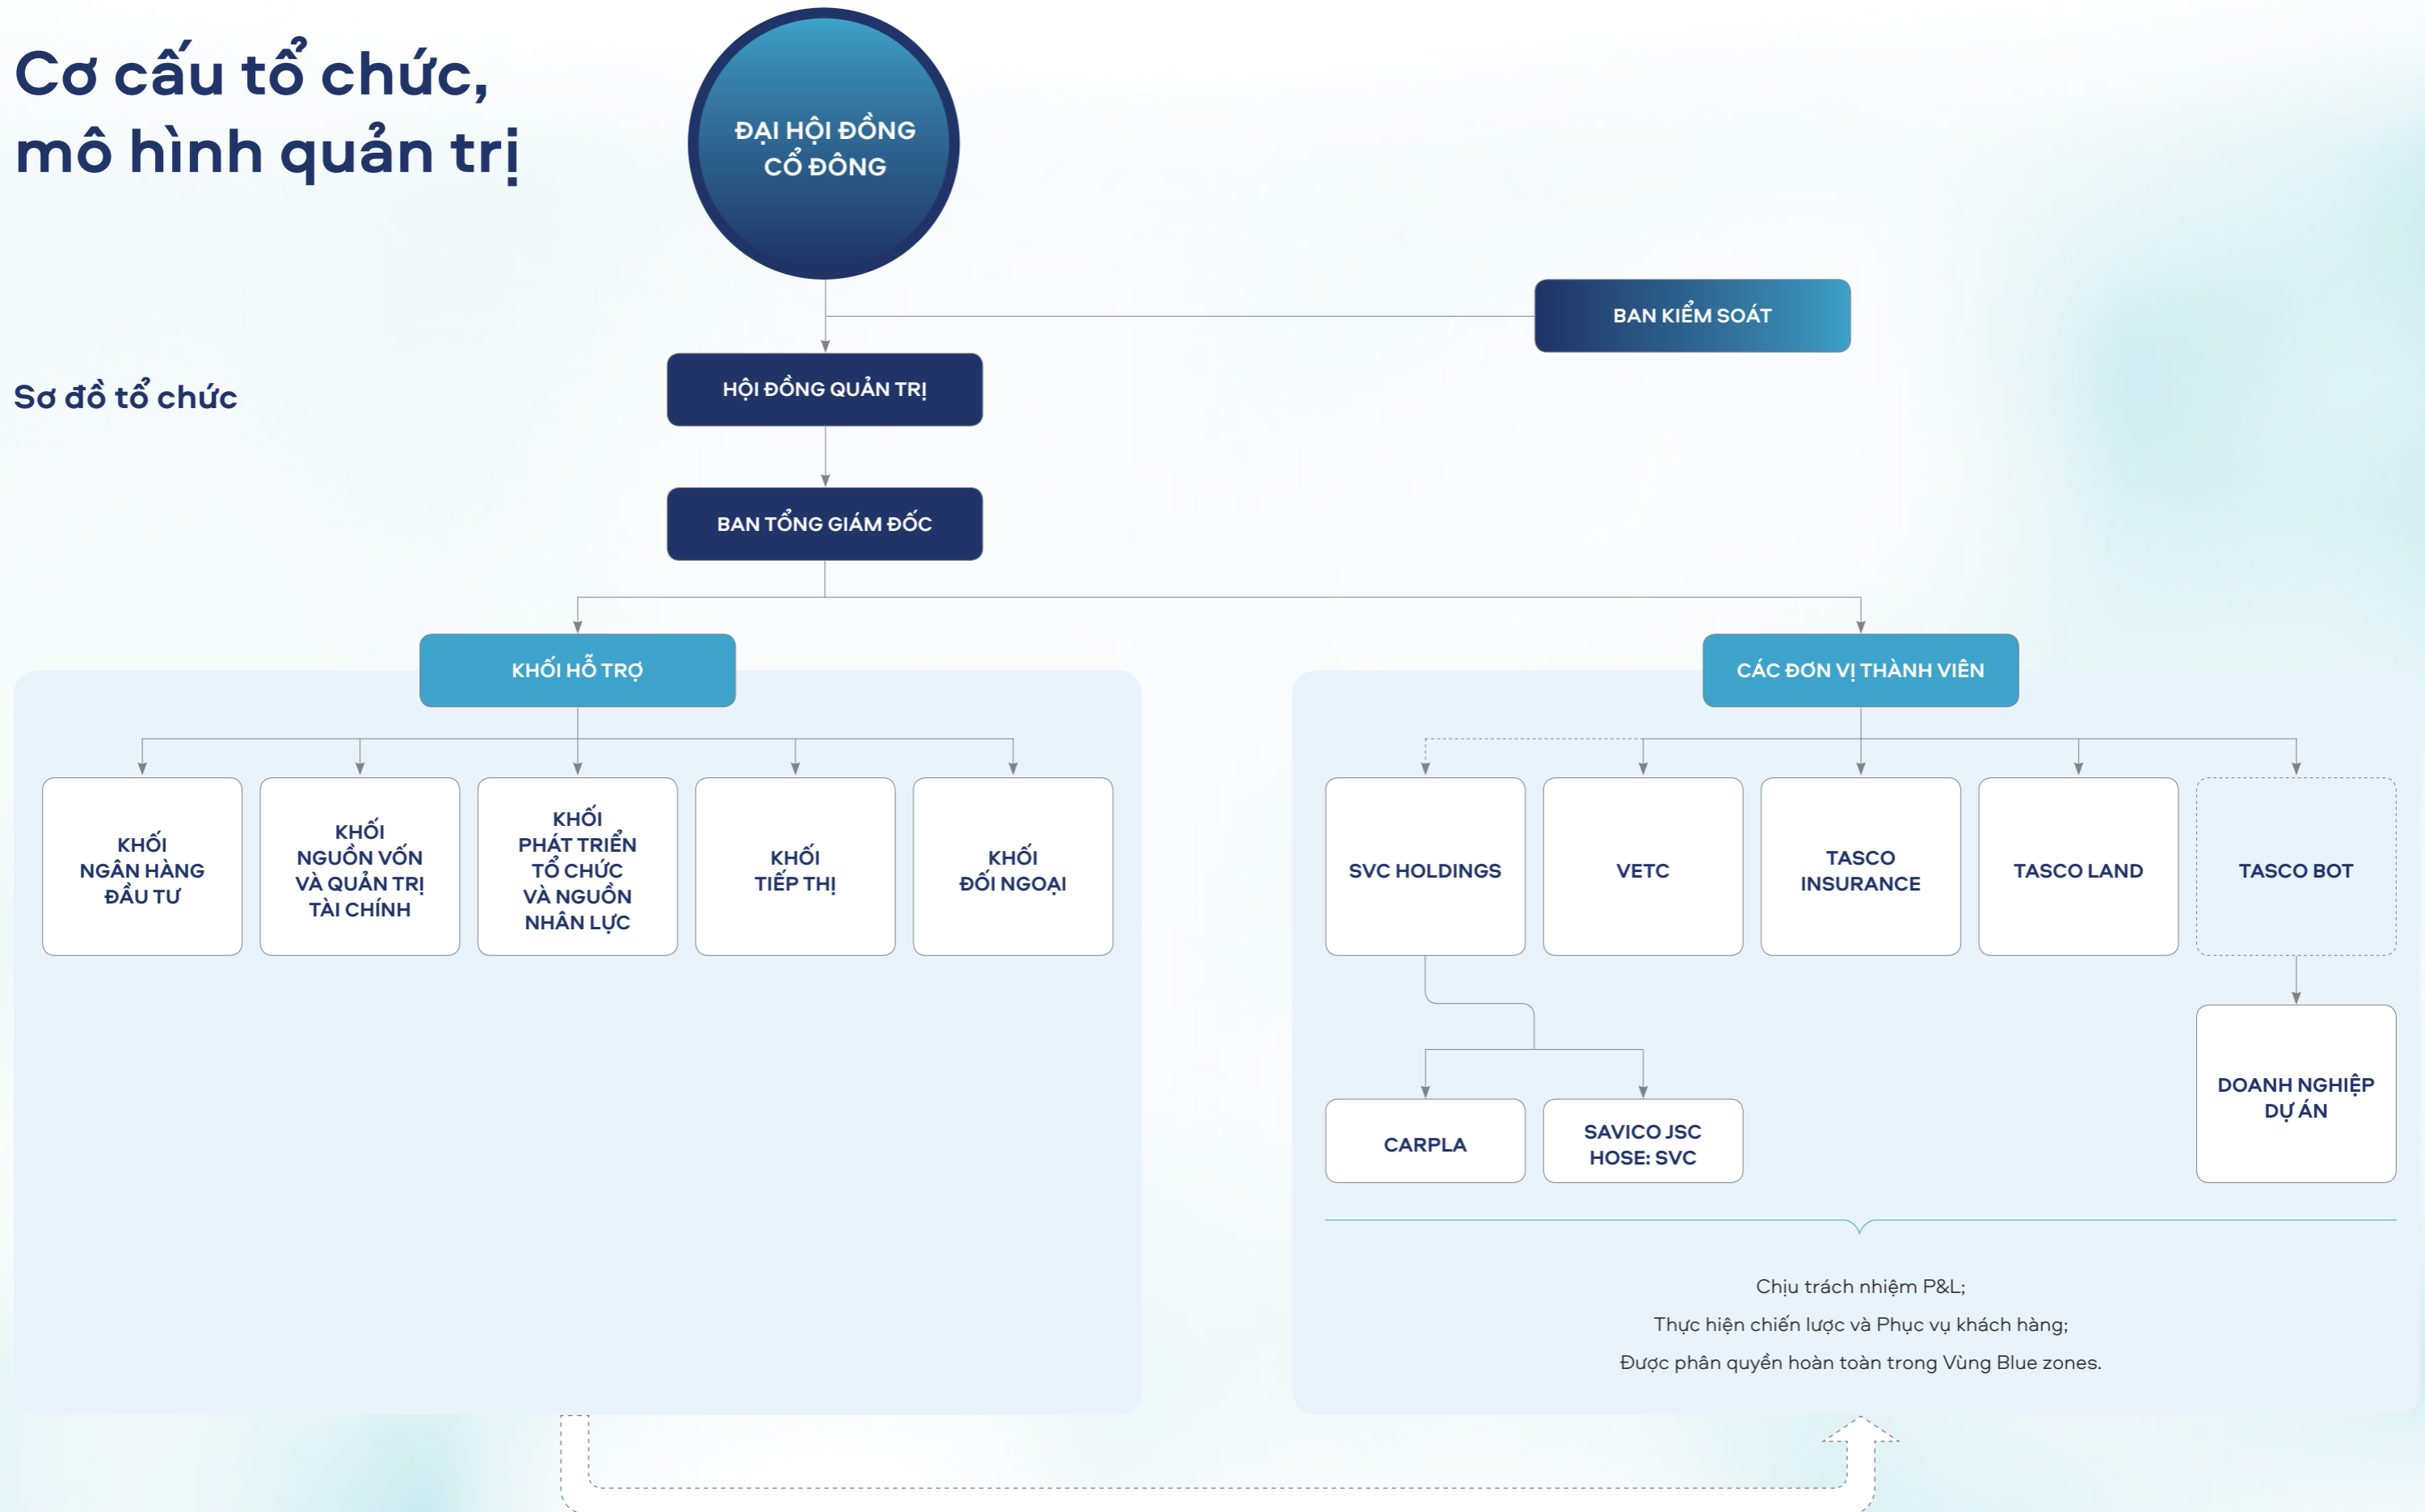 Cơ cấu tổ chức,
mô hình quản trị
ĐẠI HỘI ĐỒNG
CỔ ĐÔNG
BAN KIỂM SOÁT
HỘI ĐỒNG QUẢN TRỊ
Sơ đồ tổ chức
BAN TỔNG GIÁM ĐỐC
KHỐI HỖ TRỢ
CÁC ĐƠN VỊ THÀNH VIÊN
KHỐI
NGÂN HÀNG
ĐẦU TƯ
KHỐI
NGUỒN VỐN
VÀ QUẢN TRỊ
TÀI CHÍNH
KHỐI
PHÁT TRIỂN
TỔ CHỨC
VÀ NGUỒN
NHÂN LỰC
KHỐI
TIẾP THỊ
KHỐI
ĐỐI NGOẠI
SVC HOLDINGS
VETC
TASCO
INSURANCE
TASCO LAND
TASCO BOT
CARPLA
SAVICO JSC
HOSE: SVC
DOANH NGHIỆP
DỰ ÁN
Chịu trách nhiệm P&L;
Thực hiện chiến lược và Phục vụ khách hàng;
Được phân quyền hoàn toàn trong Vùng Blue zones.